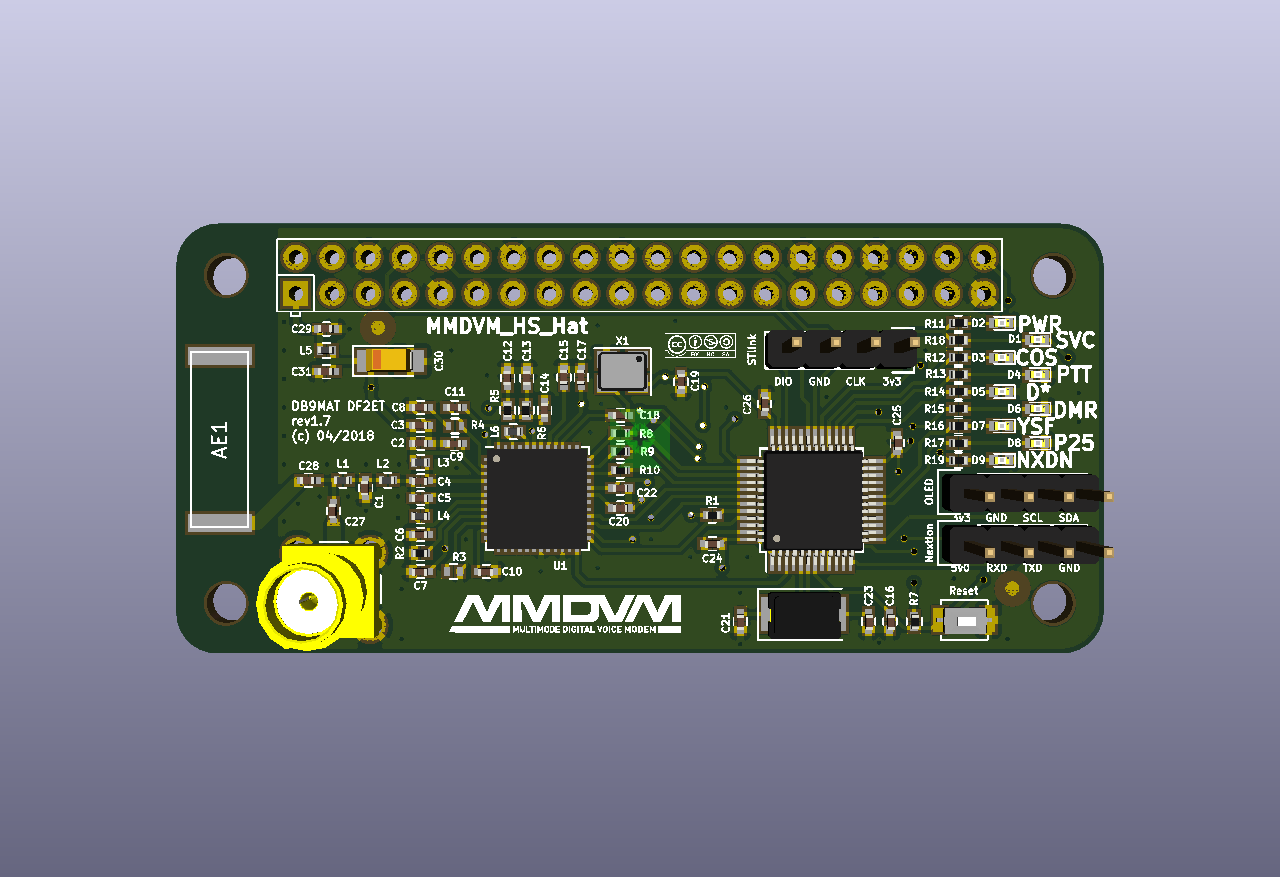 MMDVM_HS_Hat
C29
L5
C31
C30
DB9MAT DF2ET
rev1.7
(c) 04/2018
AE1
C12
C13
C15
C17
C14
X1
C19
BY NC SA
STlink
DIO GND CLK 3v3
C11
C8
C3
R4
C2
C9
R5
L6
R6
L3
C4
C5
L4
C28
L1
L2
C1
C27
C6
R2
R3
C7
C10
U1
C18
R8
R9
R10
C22
C20
R1
C24
C26
C25
R11 D2 PWR
R18 D1 SVC
R12 D3 COS
R13 D4 PTT
R14 D5 D*
R15 D6 DMR
R16 D7 YSF
R17 D8 P25
R19 D9 NXDN
OLED
3v3 GND SCL SDA
Nextion
5v0 RXD TXD GND
MMDVM
MULTIMODE DIGITAL VOICE MODEM
C21
C23
C16
R7
Reset